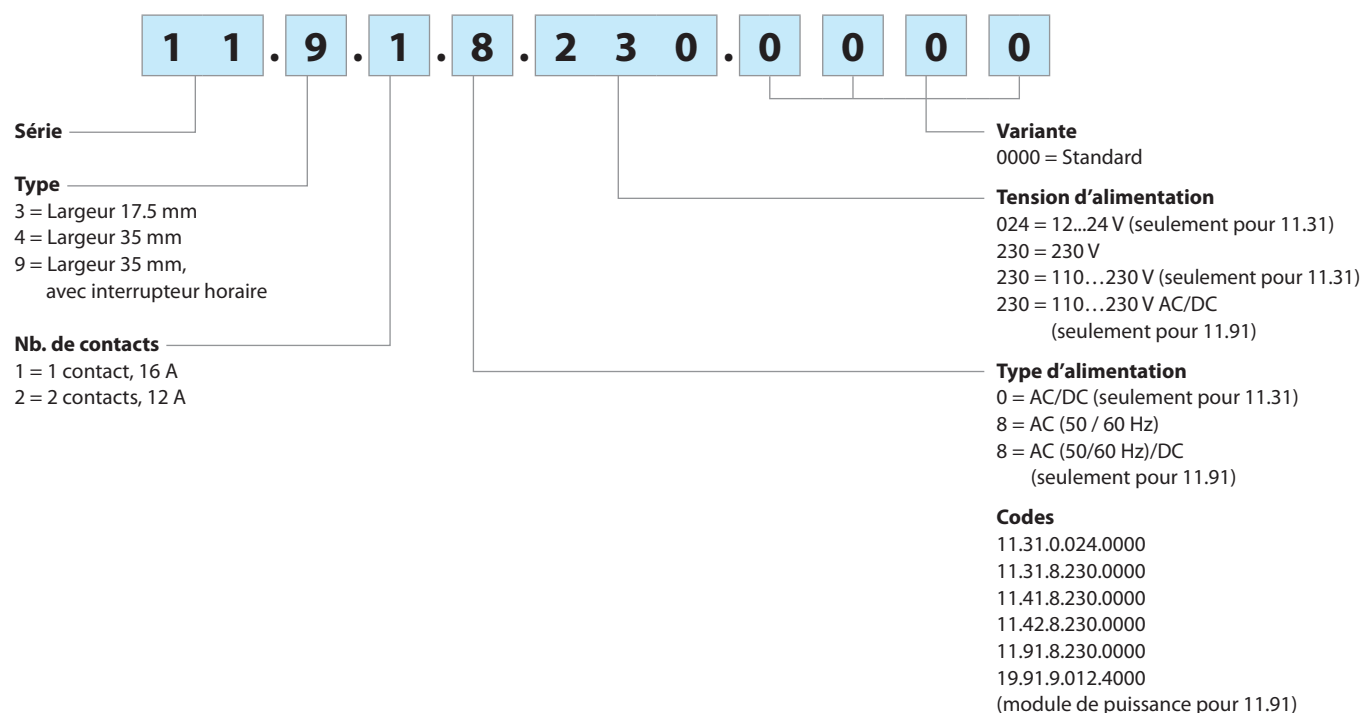 1 1 . 9 . 1 . 8 . 2 3 0 . 0 0 0 0
Série
Type
3 = Largeur 17.5 mm
4 = Largeur 35 mm
9 = Largeur 35 mm,
avec interrupteur horaire
Nb. de contacts
1 = 1 contact, 16 A
2 = 2 contacts, 12 A
Variante
0000 = Standard
Tension d’alimentation
024 = 12...24 V (seulement pour 11.31)
230 = 230 V
230 = 110…230 V (seulement pour 11.31)
230 = 110…230 V AC/DC
(seulement pour 11.91)
Type d’alimentation
0 = AC/DC (seulement pour 11.31)
8 = AC (50 / 60 Hz)
8 = AC (50/60 Hz)/DC
(seulement pour 11.91)
Codes
11.31.0.024.0000
11.31.8.230.0000
11.41.8.230.0000
11.42.8.230.0000
11.91.8.230.0000
19.91.9.012.4000
(module de puissance pour 11.91)